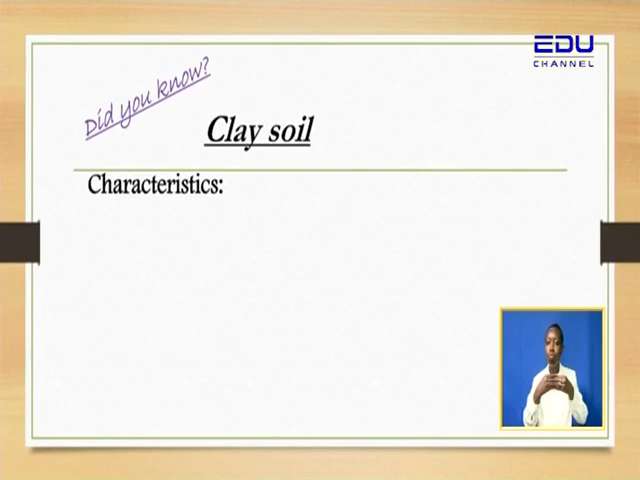 EDU
CHANNEL
Did you know?
Clay soil
Characteristics: